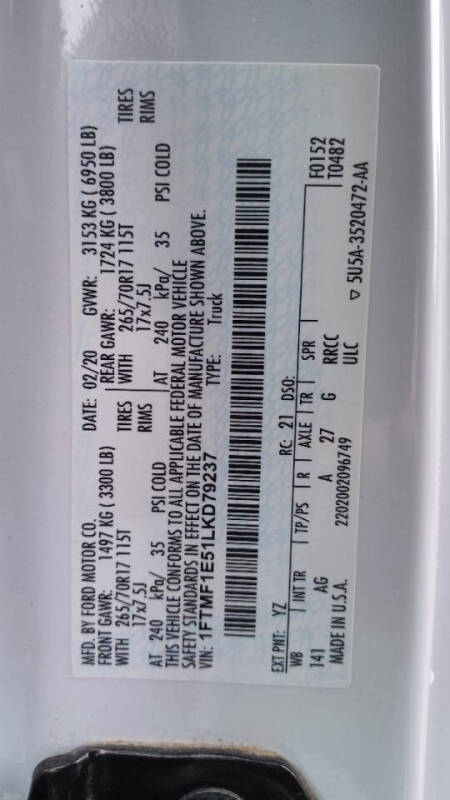 MFD. BY FORD MOTOR CO. DATE: 02/20 GVWR: 3153 KG ( 6950 LB)
FRONT GAWR: 1497 KG ( 3300 LB) REAR GAWR: 1724 KG ( 3800 LB)
WITH 265/70R17 115T TIRES WITH 265/70R17 115T TIRES
17x7.5J RIMS 17x7.5J RIMS
AT 240 kPa/ 35 PSI COLD AT 240 kPa/ 35 PSI COLD
THIS VEHICLE CONFORMS TO ALL APPLICABLE FEDERAL MOTOR VEHICLE
SAFETY STANDARDS IN EFFECT ON THE DATE OF MANUFACTURE SHOWN ABOVE.
VIN: 1FTMF1E51LKD79237 TYPE: Truck
EXT PNT: YZ RC: 21 DSO: F0152
WB INT TR TP/PS R AXLE TR SPR T0482
141 AG A 27 G RRCC
MADE IN U.S.A. 2202002096749 ULC ▽ 5U5A-3520472-AA